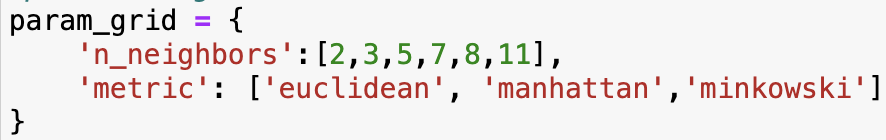 param_grid = {
    'n_neighbors':[2,3,5,7,8,11],
    'metric': ['euclidean', 'manhattan','minkowski']
}